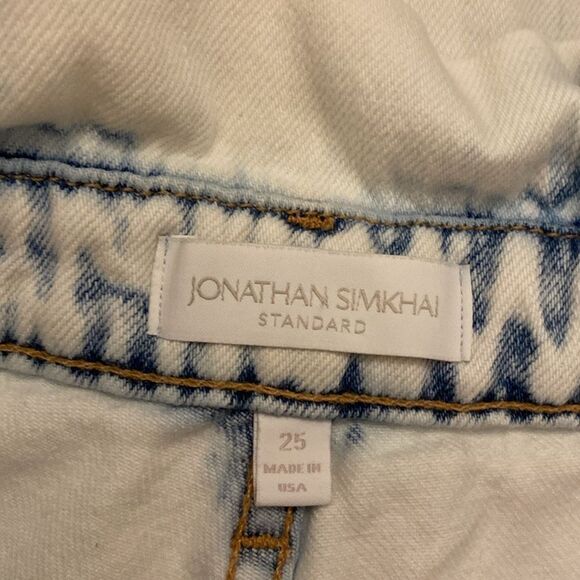 JONATHAN SIMKHAI
STANDARD
25
MADE IN
USA